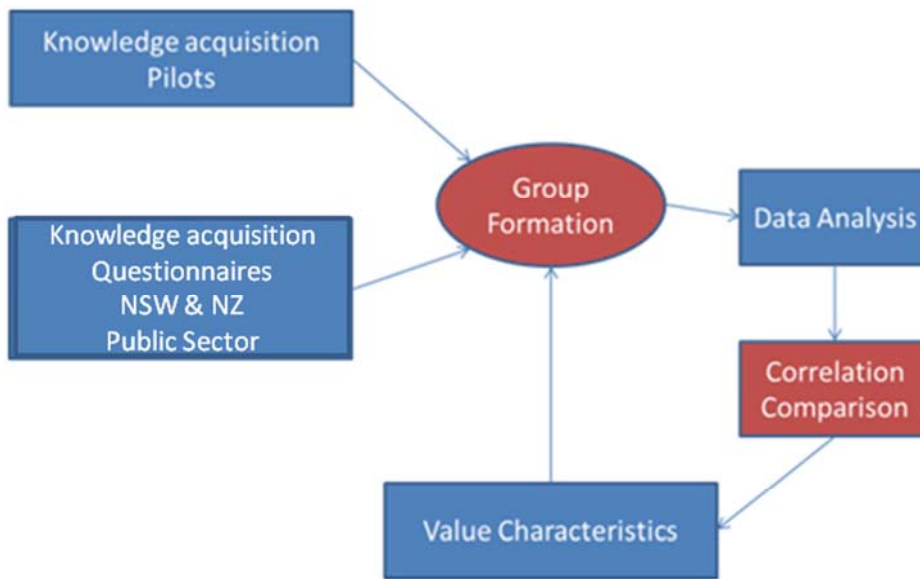 Knowledge acquisition
Pilots
Group
Formation
Data Analysis
Knowledge acquisition
Questionnaires
NSW & NZ
Public Sector
Correlation
Comparison
Value Characteristics